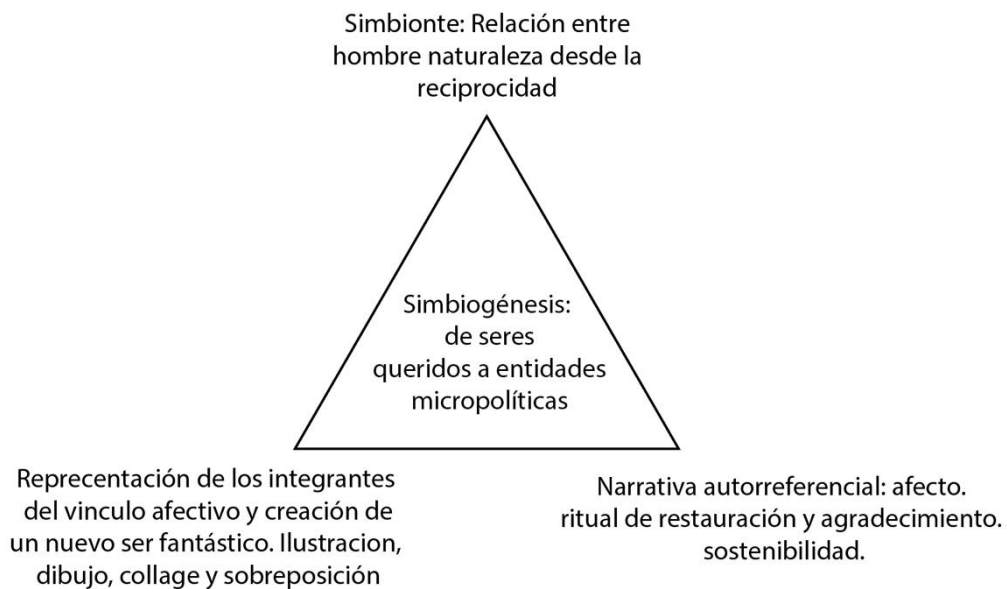 Simbionte: Relación entre
hombre naturaleza desde la
reciprocidad
Simbiogénesis:
de seres
queridos a entidades
micropolíticas
Reprecentación de los integrantes
del vinculo afectivo y creación de
un nuevo ser fantástico. Ilustracion,
dibujo, collage y sobreposición
Narrativa autorreferencial: afecto.
ritual de restauración y agradecimiento.
sostenibilidad.